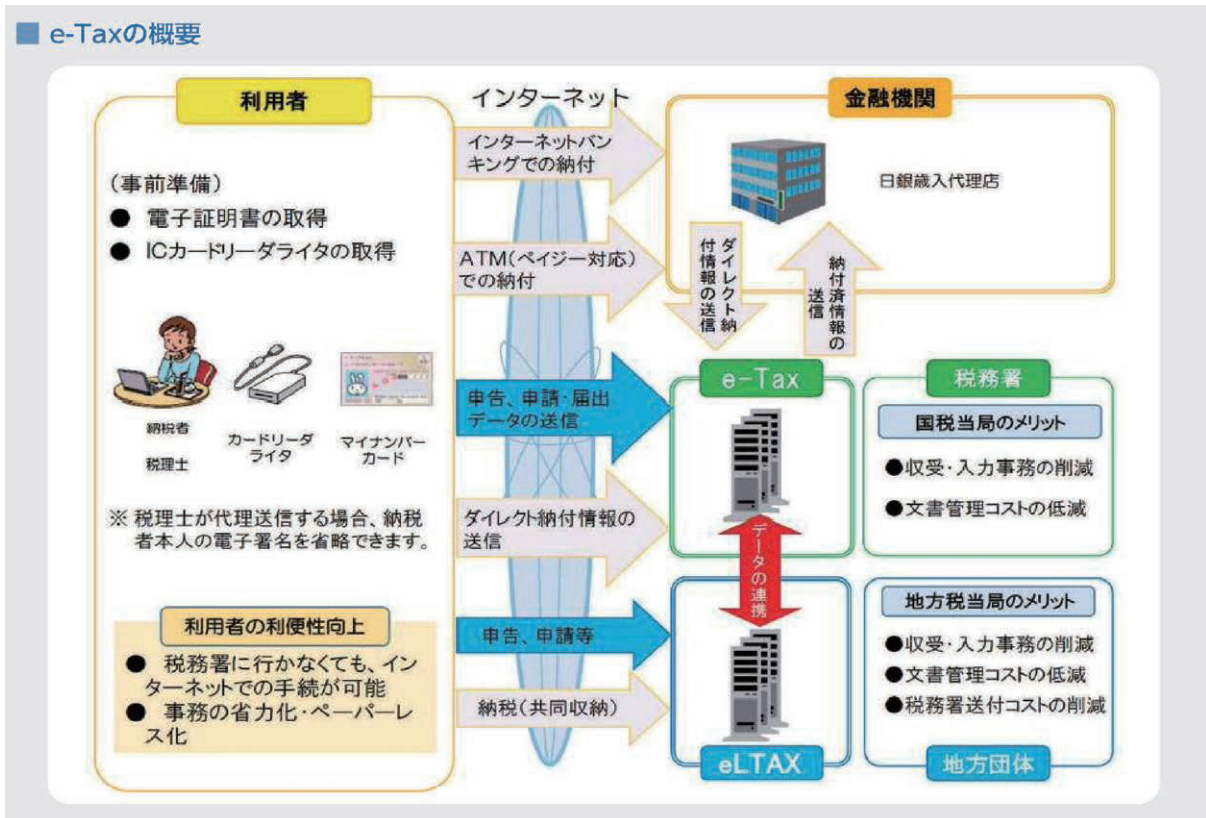 e-Taxの概要
利用者
(事前準備)
● 電子証明書の取得
● ICカードリーダライタの取得
納税者
税理士
カードリーダ
ライタ
マイナンバー
カード
※ 税理士が代理送信する場合、納税
者本人の電子署名を省略できます。
利用者の利便性向上
● 税務署に行かなくても、イン
ターネットでの手続が可能
● 事務の省力化・ペーパーレ
ス化
インターネット
インターネットバン
キングでの納付
ATM(ペイジー対応)
での納付
申告、申請・届出
データの送信
ダイレクト納付情報の
送信
申告、申請等
納税(共同収納)
金融機関
日銀歳入代理店
ダイレクト納
付情報の送信
納付済情報の
送信
e-Tax
データの連携
eLTAX
税務署
国税当局のメリット
●収受・入力事務の削減
●文書管理コストの低減
地方税当局のメリット
●収受・入力事務の削減
●文書管理コストの低減
●税務署送付コストの削減
地方団体